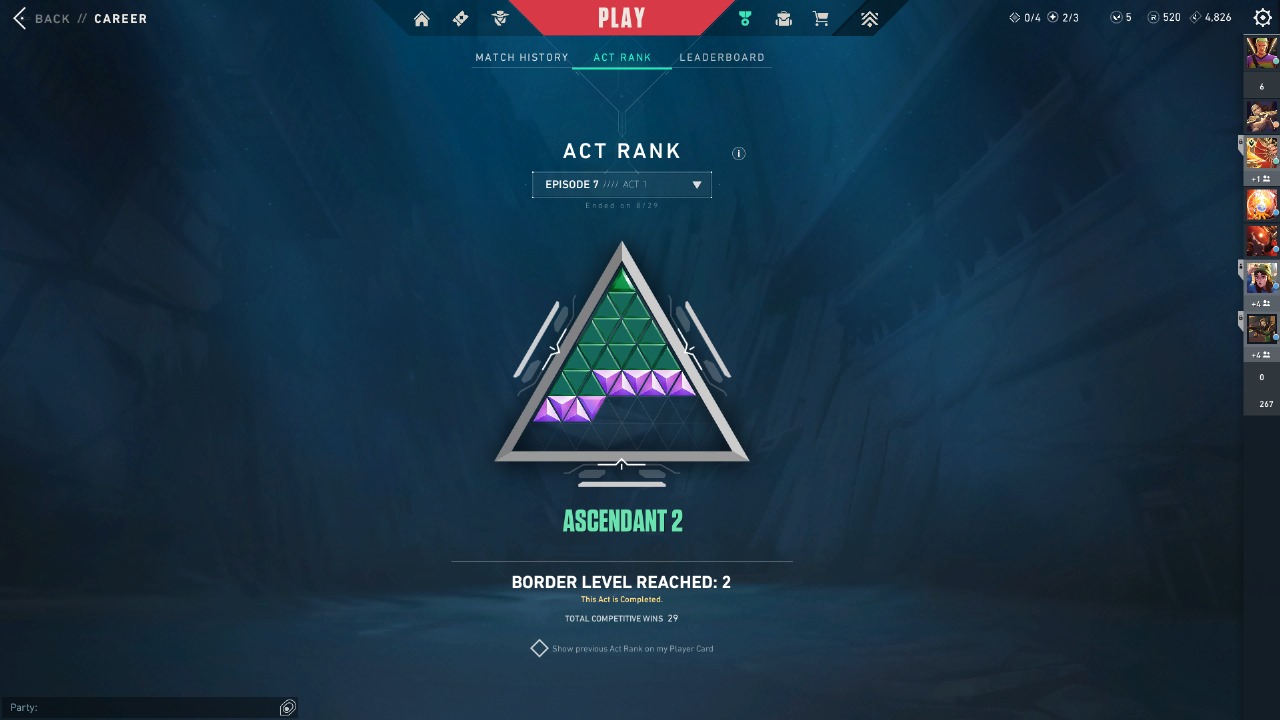 BACK // CAREER
PLAY
0/4 2/3 5 520 4,826
MATCH HISTORY ACT RANK LEADERBOARD
ACT RANK
EPISODE 7 //// ACT 1
Ended on 8/29
6
+1
+4
+4
0
267
ASCENDANT 2
BORDER LEVEL REACHED: 2
This Act is Completed.
TOTAL COMPETITIVE WINS 29
Show previous Act Rank on my Player Card
Party: